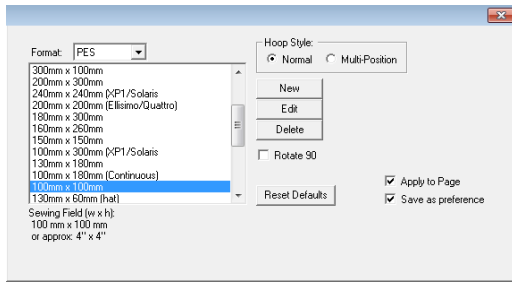 Format: PES
300mm x 100mm
200mm x 300mm
240mm x 240mm (XP1/Solaris
200mm x 200mm (Ellisimo/Quattro)
180mm x 300mm
160mm x 260mm
150mm x 150mm
100mm x 300mm (XP1/Solaris
130mm x 180mm
100mm x 180mm (Continuous)
100mm x 100mm
130mm x 60mm (hat)
Sewing Field (w x h):
100 mm x 100 mm
or approx: 4" x 4"
Hoop Style:
Normal Multi-Position
New
Edit
Delete
Rotate 90
Reset Defaults
Apply to Page
Save as preference